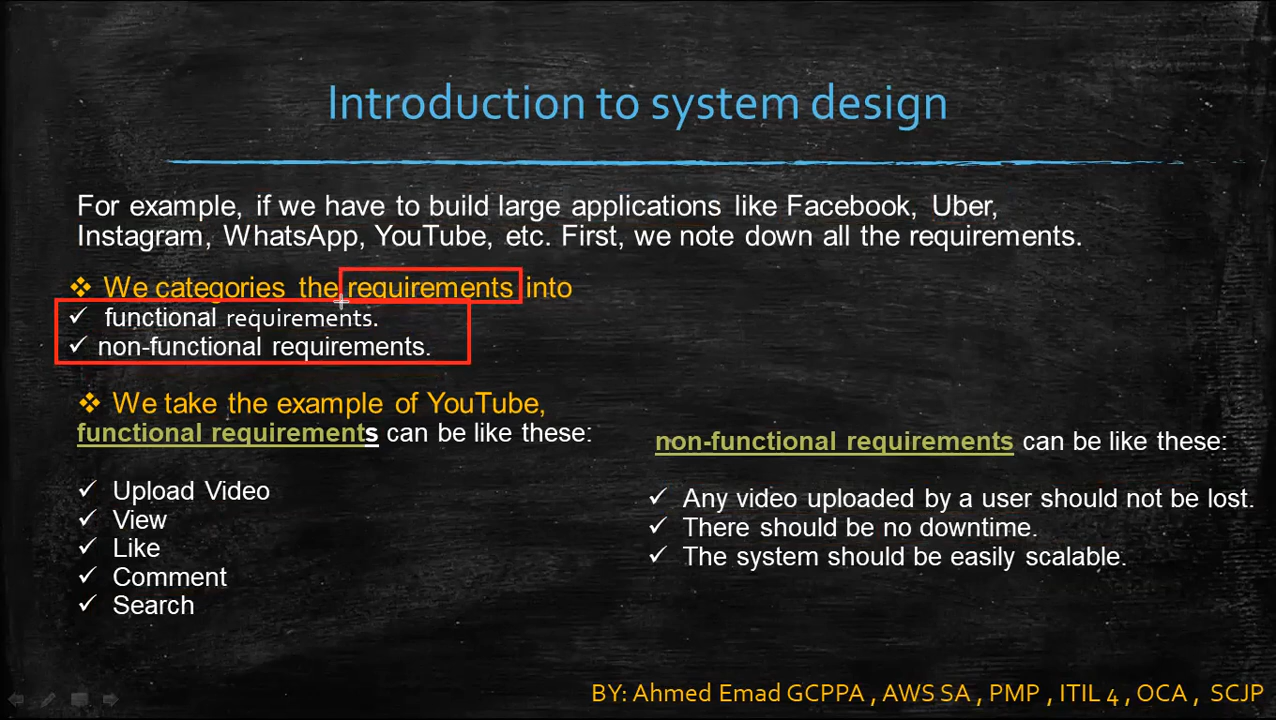 Introduction to system design
For example, if we have to build large applications like Facebook, Uber,
Instagram, WhatsApp, YouTube, etc. First, we note down all the requirements.
❖ We categories the requirements into
✓ functional requirements.
✓ non-functional requirements.
❖ We take the example of YouTube,
functional requirements can be like these:
✓ Upload Video
✓ View
✓ Like
✓ Comment
✓ Search
non-functional requirements can be like these:
✓ Any video uploaded by a user should not be lost.
✓ There should be no downtime.
✓ The system should be easily scalable.
BY: Ahmed Emad GCPPA , AWS SA , PMP , ITIL 4 , OCA , SCJP